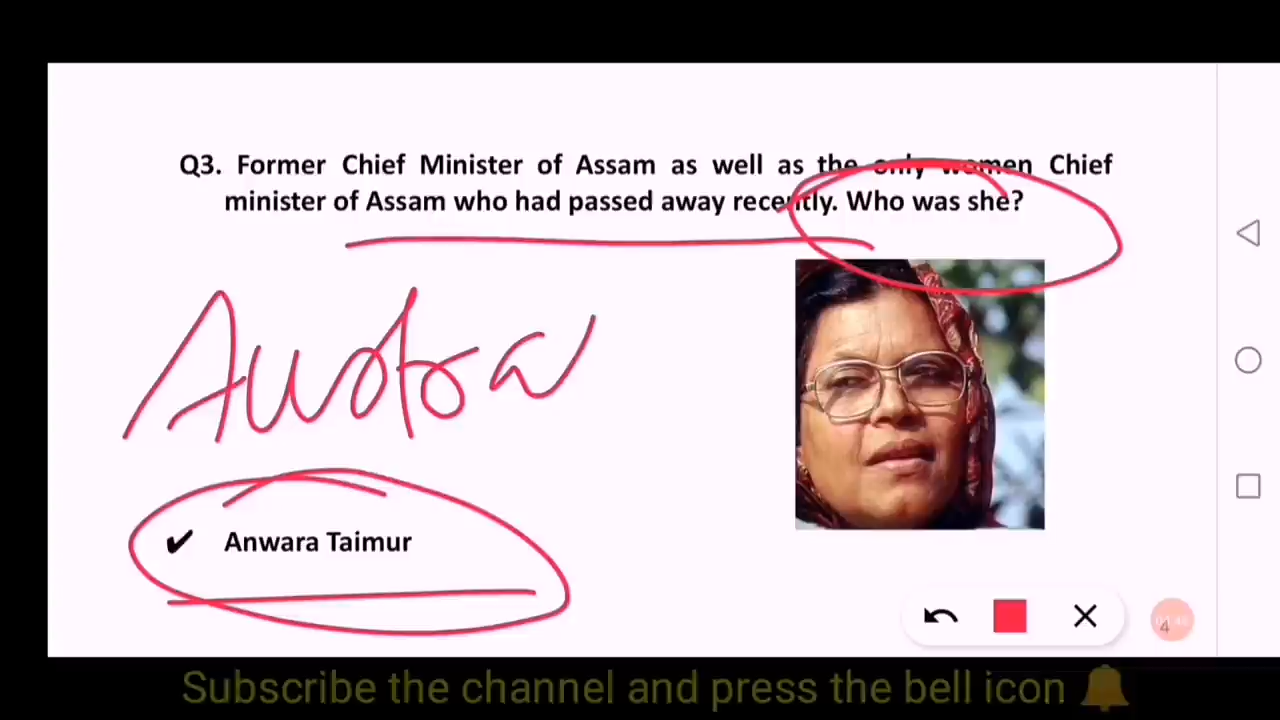 Q3. Former Chief Minister of Assam as well as the only women Chief
minister of Assam who had passed away recently. Who was she?
✔ Anwara Taimur
4
Subscribe the channel and press the bell icon 🔔